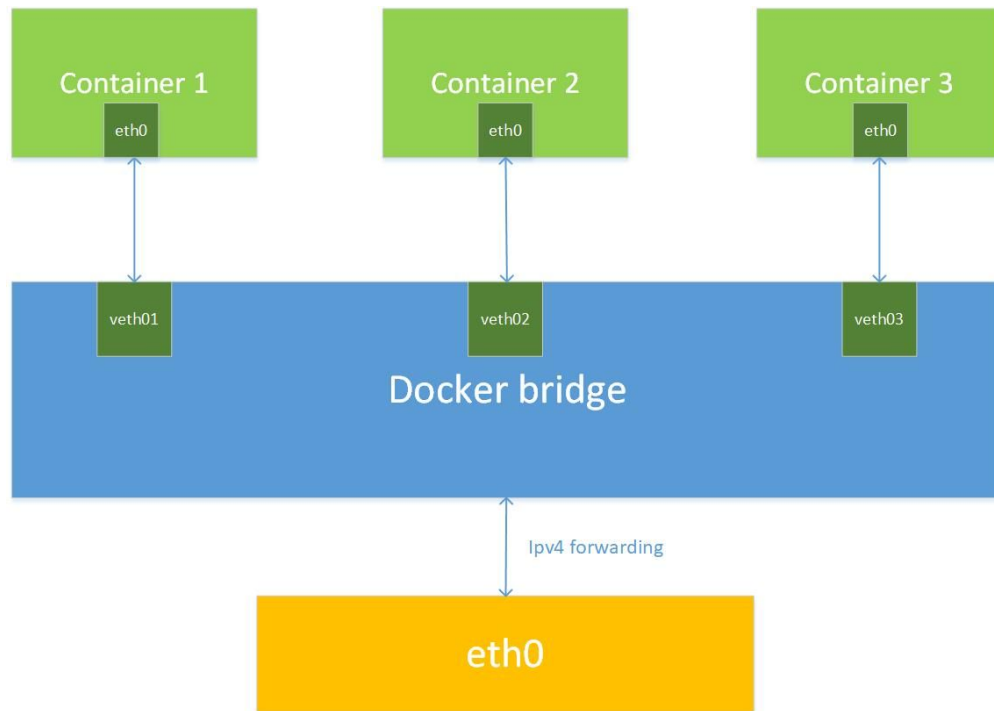 Container 1
Container 2
Container 3
eth0
eth0
eth0
veth01
veth02
veth03
Docker bridge
Ipv4 forwarding
eth0